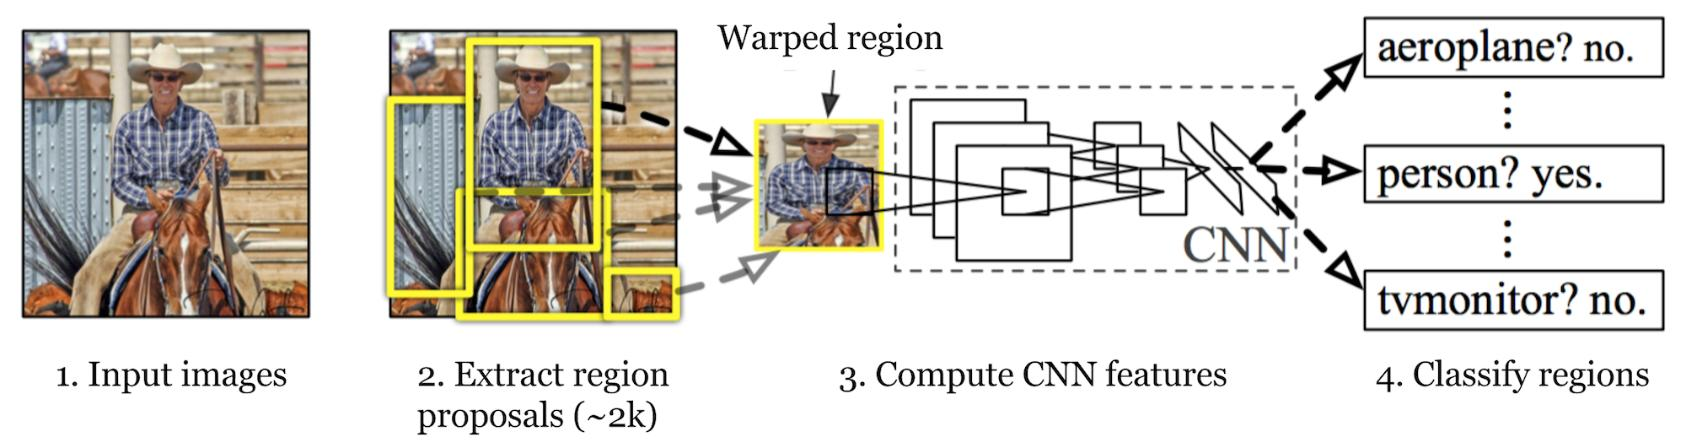 Warped region
aeroplane? no.
person? yes.
CNN
tvmonitor? no.
1. Input images
2. Extract region
proposals (~2k)
3. Compute CNN features
4. Classify regions